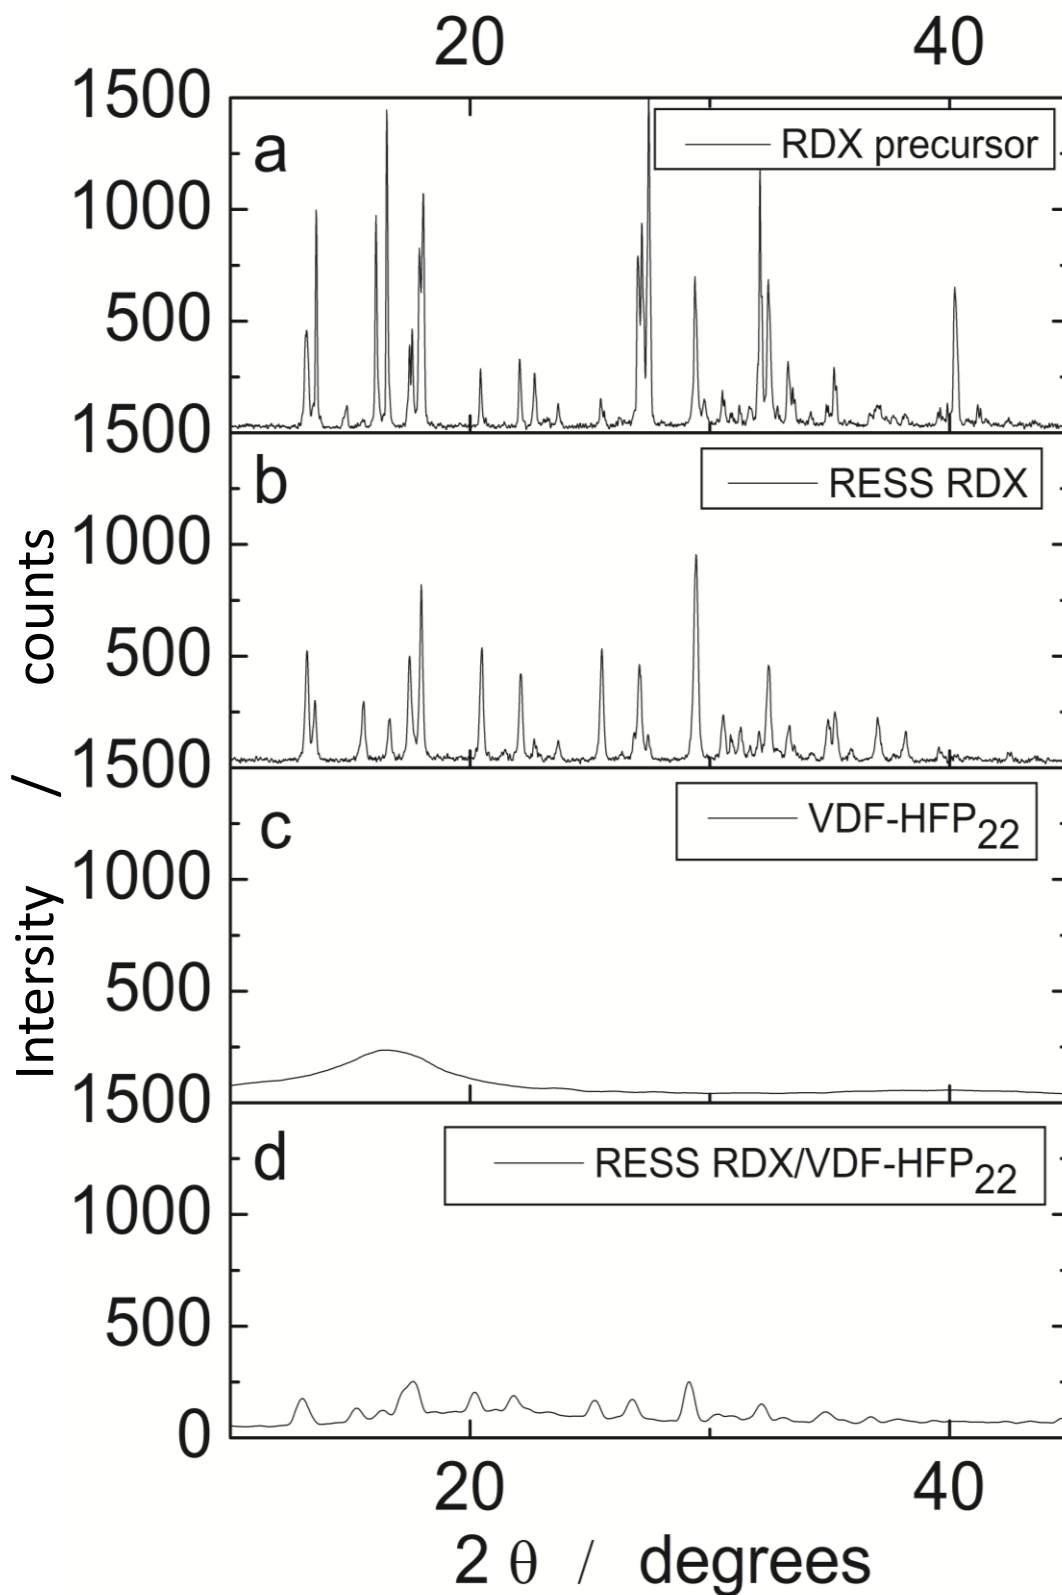 20 40
1500
a
RDX precursor
1000
500
1500
b
RESS RDX
1000
500
1500
c
VDF-HFP22
1000
500
1500
d
RESS RDX/VDF-HFP22
1000
500
0
20 40
2 θ / degrees
Intersity / counts